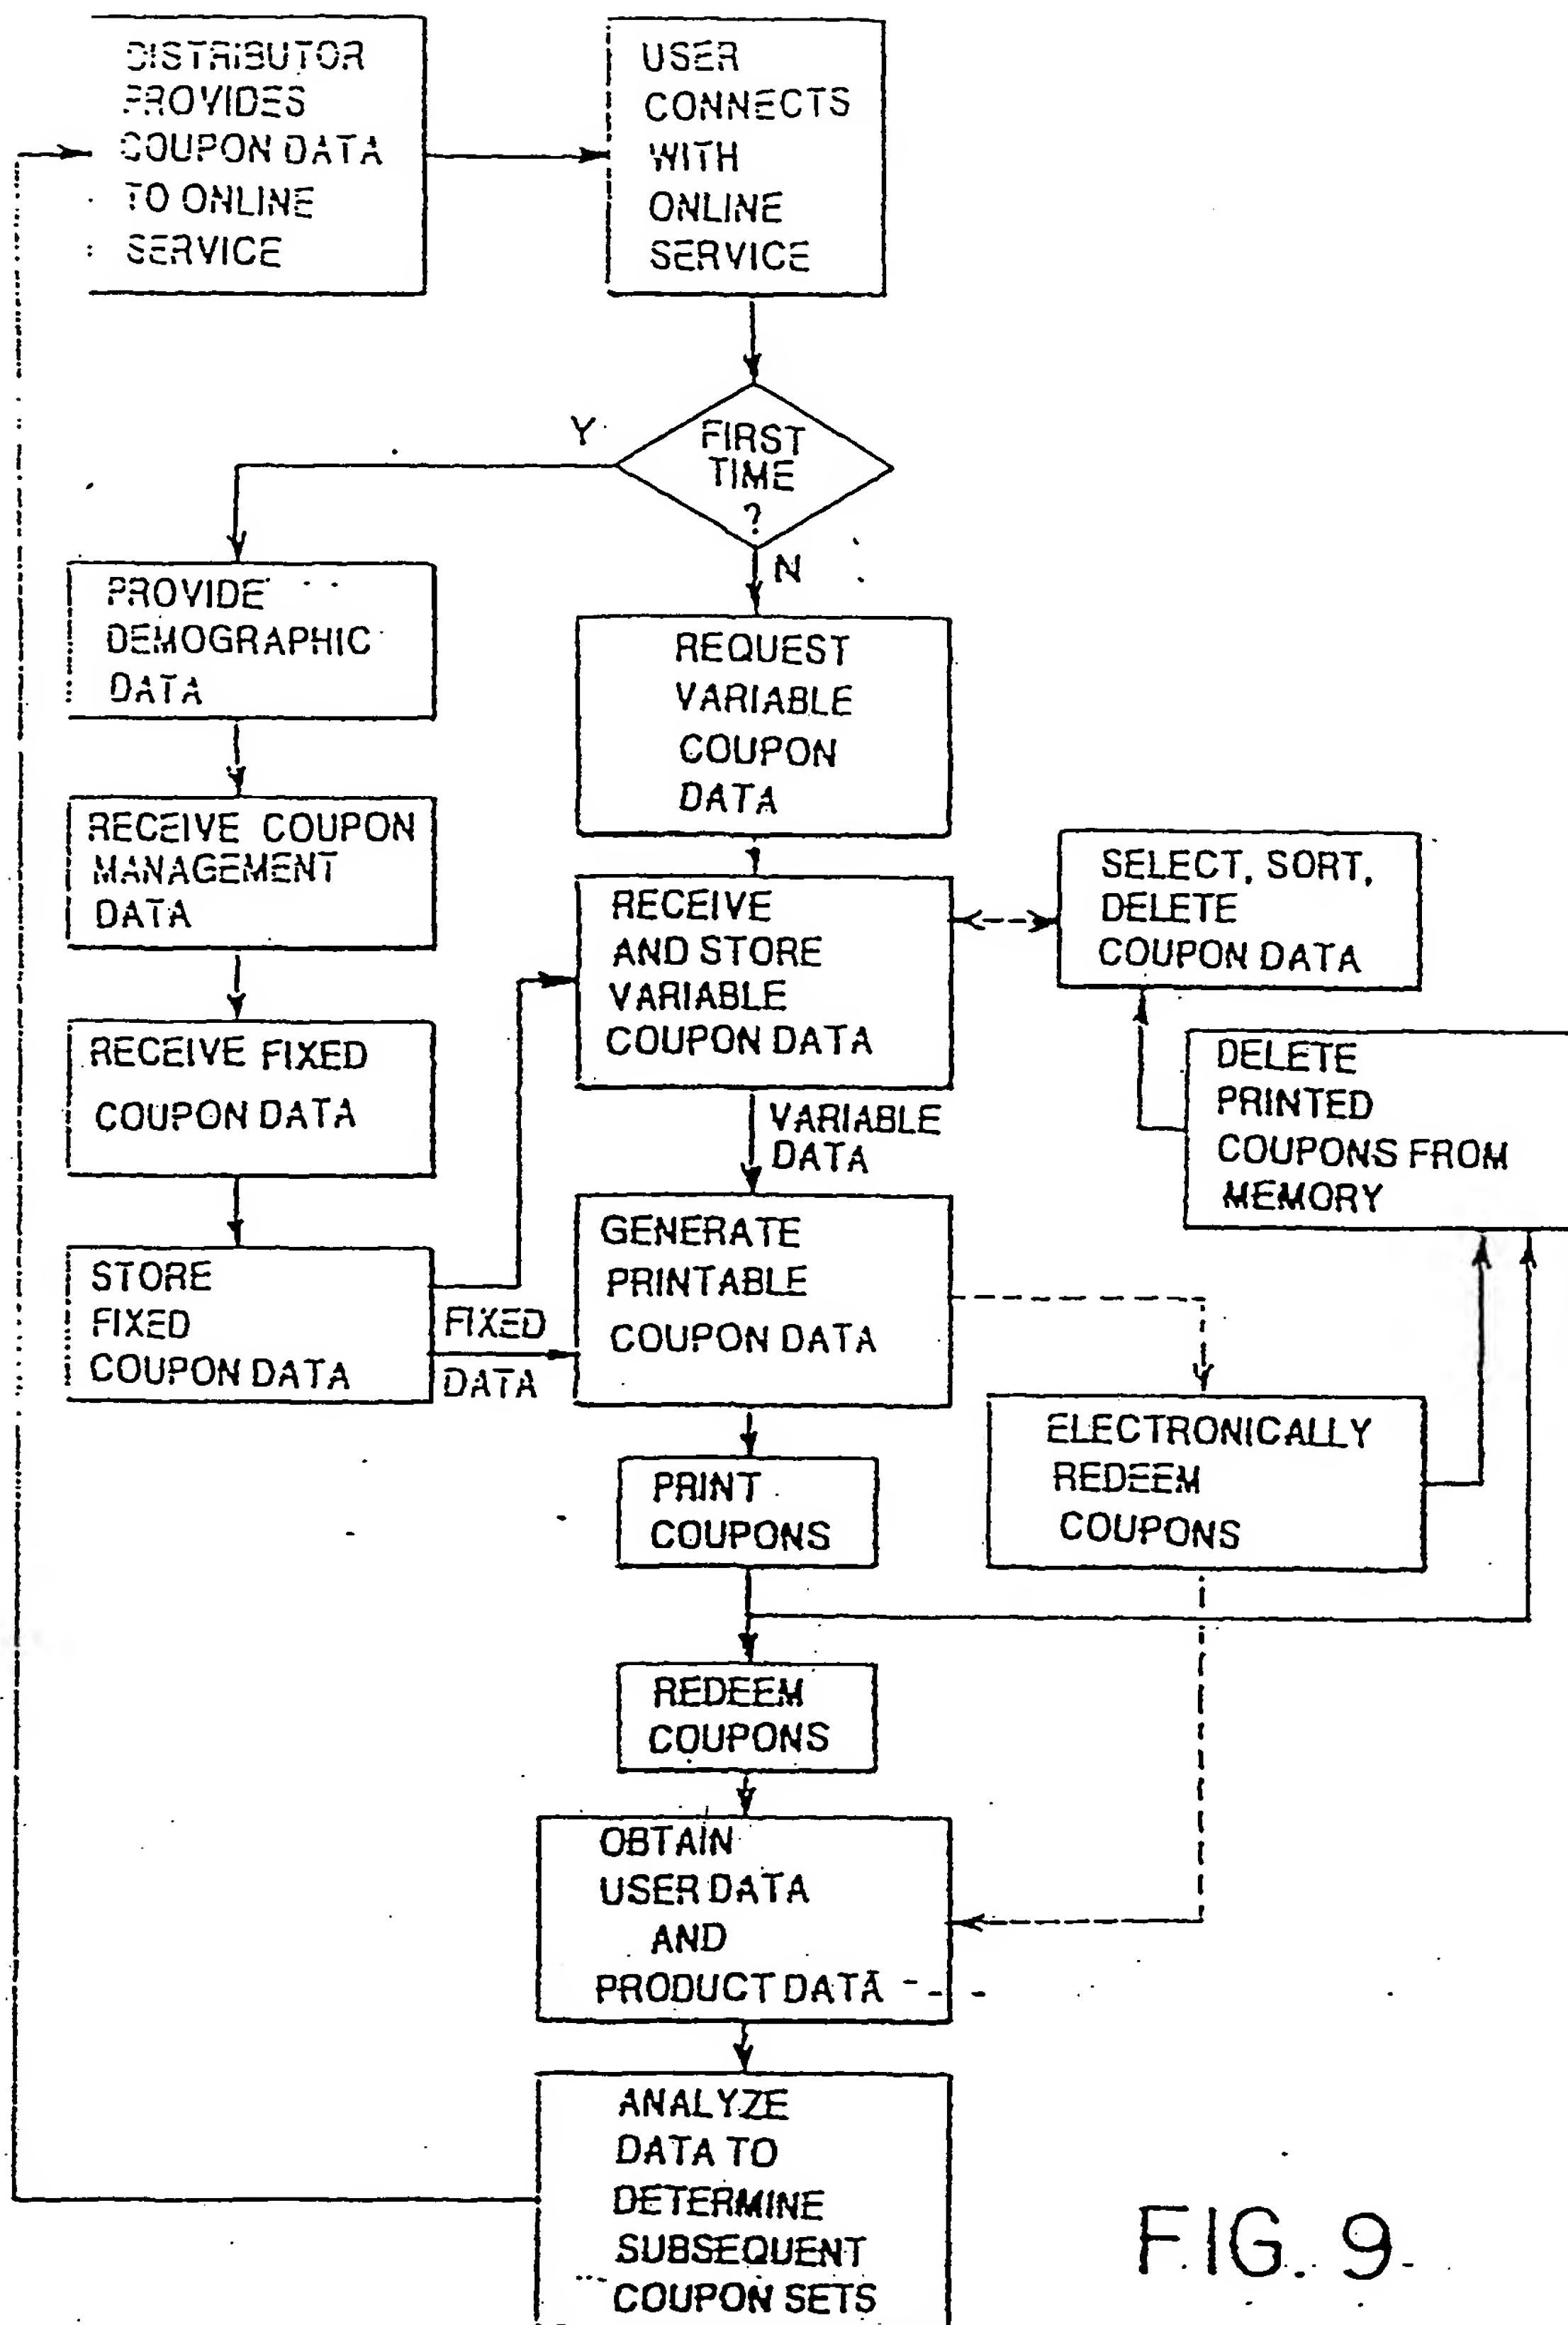 DISTRIBUTOR
PROVIDES
COUPON DATA
TO ONLINE
SERVICE
USER
CONNECTS
WITH
ONLINE
SERVICE
Y
FIRST
TIME
?
N
PROVIDE
DEMOGRAPHIC
DATA
REQUEST
VARIABLE
COUPON
DATA
RECEIVE COUPON
MANAGEMENT
DATA
RECEIVE
AND STORE
VARIABLE
COUPON DATA
SELECT, SORT,
DELETE
COUPON DATA
RECEIVE FIXED
COUPON DATA
DELETE
PRINTED
COUPONS FROM
MEMORY
VARIABLE
DATA
STORE
FIXED
COUPON DATA
FIXED
DATA
GENERATE
PRINTABLE
COUPON DATA
ELECTRONICALLY
REDEEM
COUPONS
PRINT
COUPONS
REDEEM
COUPONS
OBTAIN
USER DATA
AND
PRODUCT DATA
ANALYZE
DATA TO
DETERMINE
SUBSEQUENT
COUPON SETS
FIG. 9